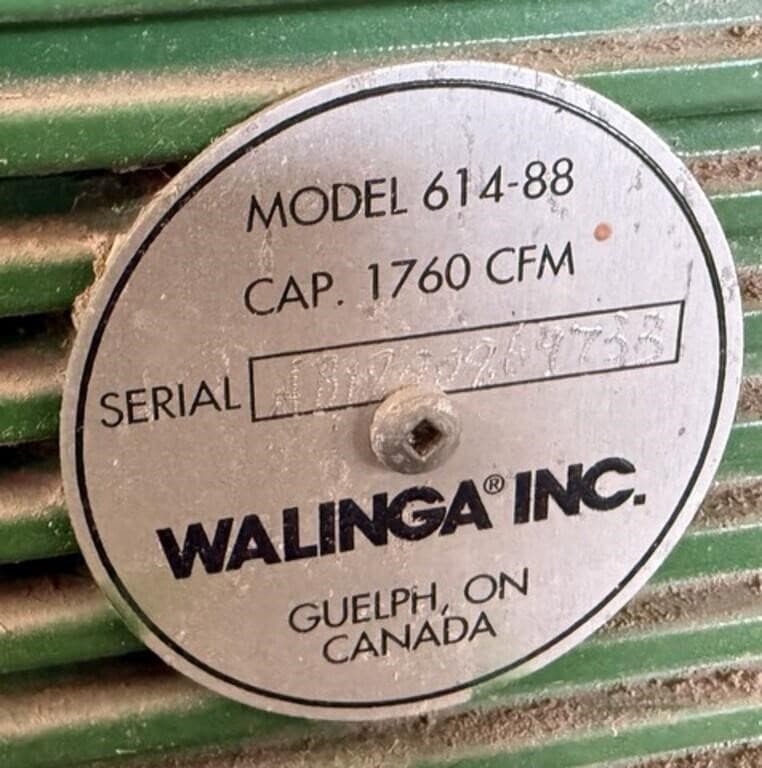 MODEL 614-88
CAP. 1760 CFM
SERIAL
WALINGA® INC.
GUELPH, ON
CANADA